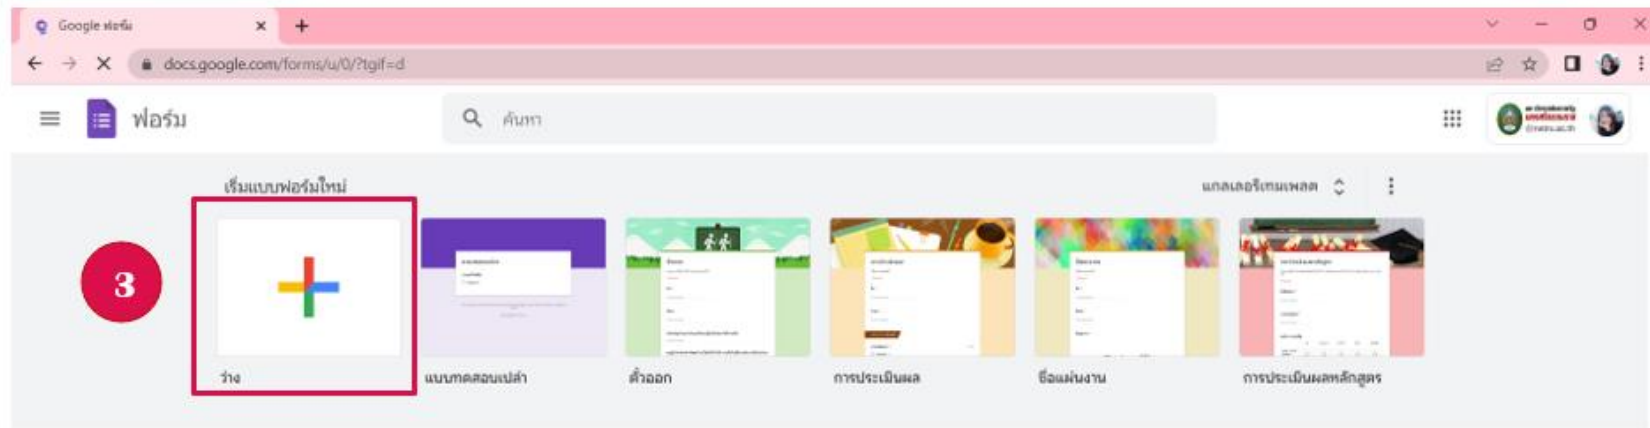 Google ฟอร์ม
docs.google.com/forms/u/0/?tgif=d
ฟอร์ม
ค้นหา
เริ่มแบบฟอร์มใหม่
แกลเลอรีเทมเพลต
3
ว่าง
แบบทดสอบเปล่า
ตั๋วออก
การประเมินผล
ชื่อแผ่นงาน
การประเมินผลหลักสูตร